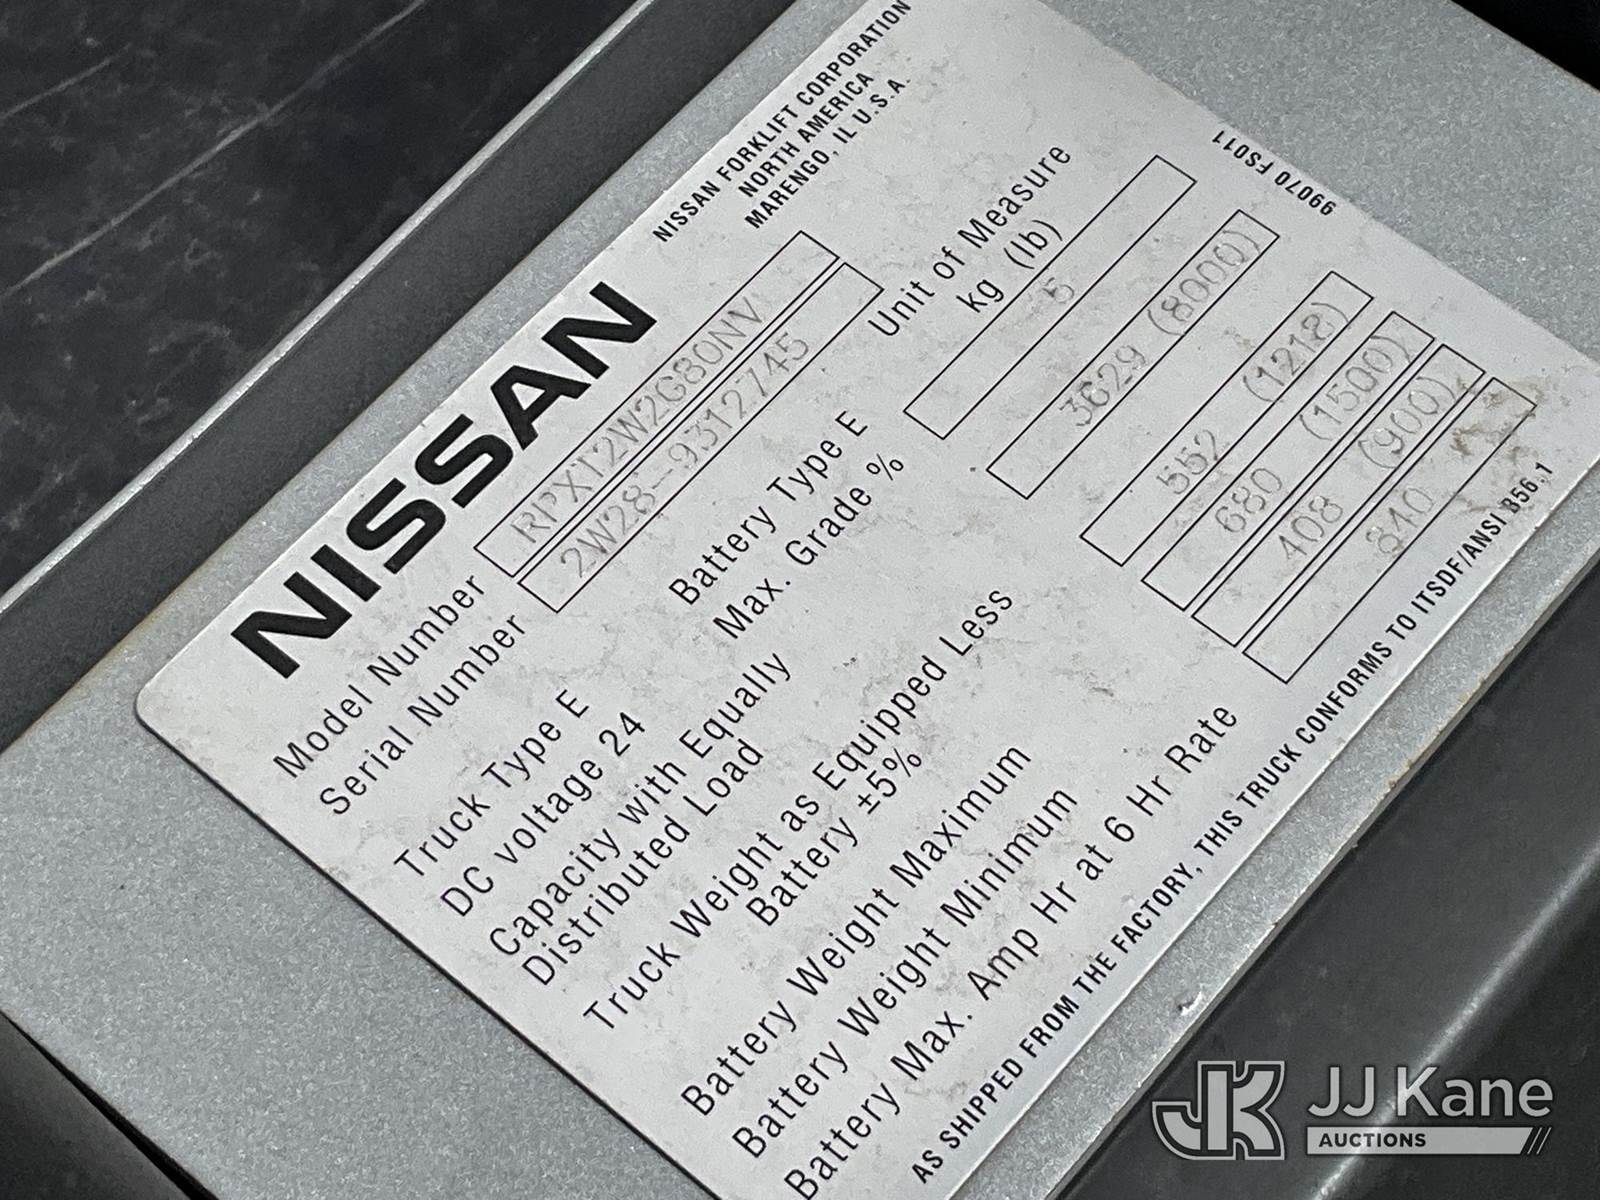 NISSAN
NISSAN FORKLIFT CORPORATION
NORTH AMERICA
MARENGO, IL U.S.A.
Model Number RPXT2W2G80NV
Serial Number 2W28-9312745
Unit of Measure
kg (lb)
Truck Type E Battery Type E
DC voltage 24 Max. Grade % 5
Capacity with Equally
Distributed Load 3629 (8000)
Truck Weight as Equipped Less
Battery ±5% 552 (1218)
Battery Weight Maximum 680 (1500)
Battery Weight Minimum 408 (900)
Battery Max. Amp Hr at 6 Hr Rate 840
AS SHIPPED FROM THE FACTORY, THIS TRUCK CONFORMS TO ITSDF/ANSI B56.1
99070 FS011
JJ Kane
AUCTIONS